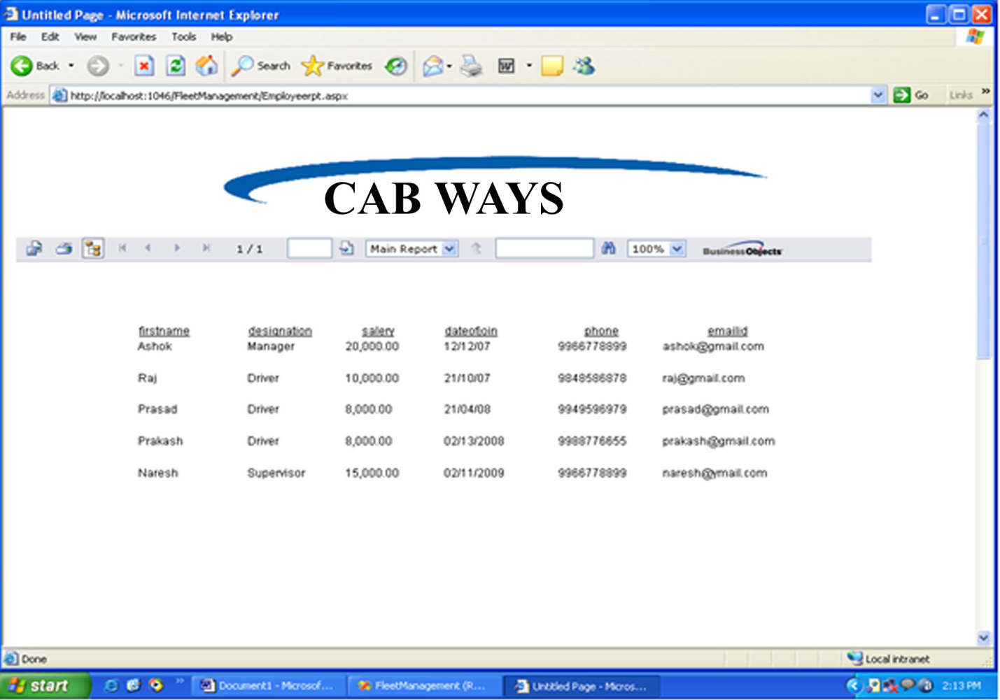 Untitled Page - Microsoft Internet Explorer
File Edit View Favorites Tools Help
Back Search Favorites
Address http://localhost:1046/FleetManagement/Employeerpt.aspx Go Links »
CAB WAYS
1 / 1 Main Report 100% BusinessObjects
firstname designation salery dateofjoin phone emailid
Ashok Manager 20,000.00 12/12/07 9966778899 ashok@gmail.com
Raj Driver 10,000.00 21/10/07 9848586878 raj@gmail.com
Prasad Driver 8,000.00 21/04/08 9949596979 prasad@gmail.com
Prakash Driver 8,000.00 02/13/2008 9988776655 prakash@gmail.com
Naresh Supervisor 15,000.00 02/11/2009 9966778899 naresh@ymail.com
Done Local intranet
start » Document1 - Microsof... FleetManagement (R... Untitled Page - Micros... 2:13 PM